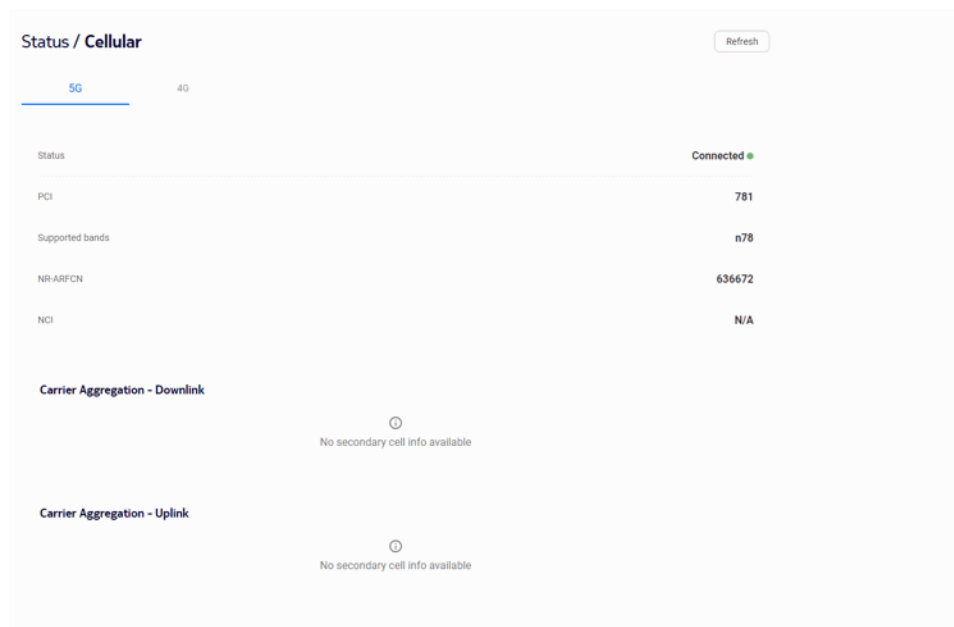 Status / Cellular
Refresh
5G 4G
Status Connected
PCI 781
Supported bands n78
NR-ARFCN 636672
NCI N/A
Carrier Aggregation - Downlink
No secondary cell info available
Carrier Aggregation - Uplink
No secondary cell info available